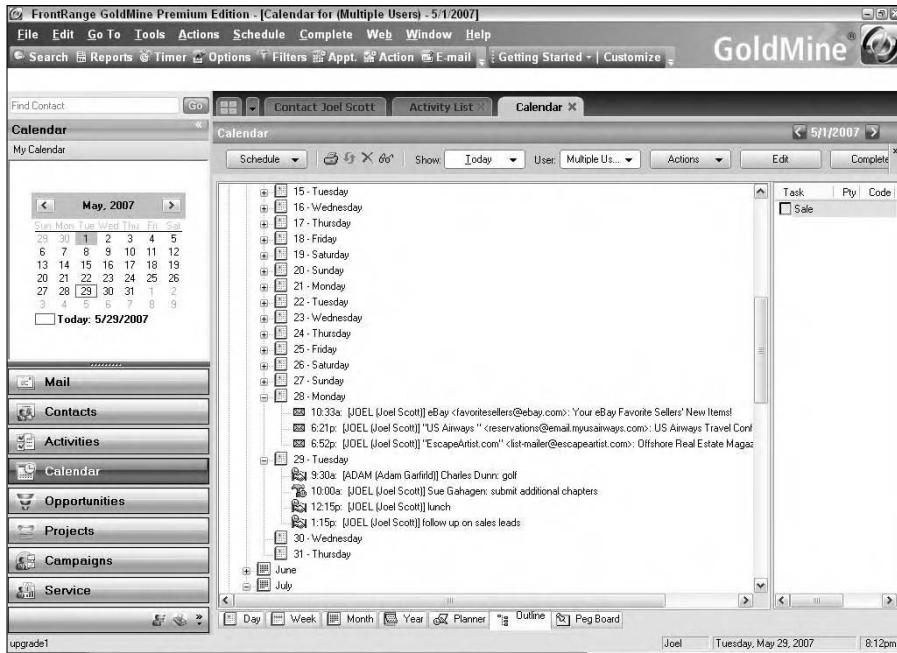 FrontRange GoldMine Premium Edition - [Calendar for (Multiple Users) - 5/1/2007]
File Edit Go To Tools Actions Schedule Complete Web Window Help
Search Reports Timer Options Filters Appt. Action E-mail Getting Started Customize
GoldMine®
Find Contact Go
Contact Joel Scott Activity List Calendar
Calendar
My Calendar
Calendar 5/1/2007
Schedule Show: Today User: Multiple Us... Actions Edit Complete
May, 2007
Sun Mon Tue Wed Thu Fri Sat
29 30 1 2 3 4 5
6 7 8 9 10 11 12
13 14 15 16 17 18 19
20 21 22 23 24 25 26
27 28 29 30 31 1 2
3 4 5 6 7 8 9
Today: 5/29/2007
Mail
Contacts
Activities
Calendar
Opportunities
Projects
Campaigns
Service
15 - Tuesday
16 - Wednesday
17 - Thursday
18 - Friday
19 - Saturday
20 - Sunday
21 - Monday
22 - Tuesday
23 - Wednesday
24 - Thursday
25 - Friday
26 - Saturday
27 - Sunday
28 - Monday
10:33a: [JOEL (Joel Scott)] eBay <favoritesellers@ebay.com>: Your eBay Favorite Sellers' New Items!
6:21p: [JOEL (Joel Scott)] "US Airways " <reservations@email.myusairways.com>: US Airways Travel Conf
6:52p: [JOEL (Joel Scott)] "EscapeArtist.com" <list-mailer@escapeartist.com>: Offshore Real Estate Magaz
29 - Tuesday
9:30a: [ADAM (Adam Garfirld)] Charles Dunn: golf
10:00a: [JOEL (Joel Scott)] Sue Gahagen: submit additional chapters
12:15p: [JOEL (Joel Scott)] lunch
1:15p: [JOEL (Joel Scott)] follow up on sales leads
30 - Wednesday
31 - Thursday
June
July
Task Pty Code
Sale
Day Week Month Year Planner Outline Peg Board
upgrade1 Joel Tuesday, May 29, 2007 8:12pm